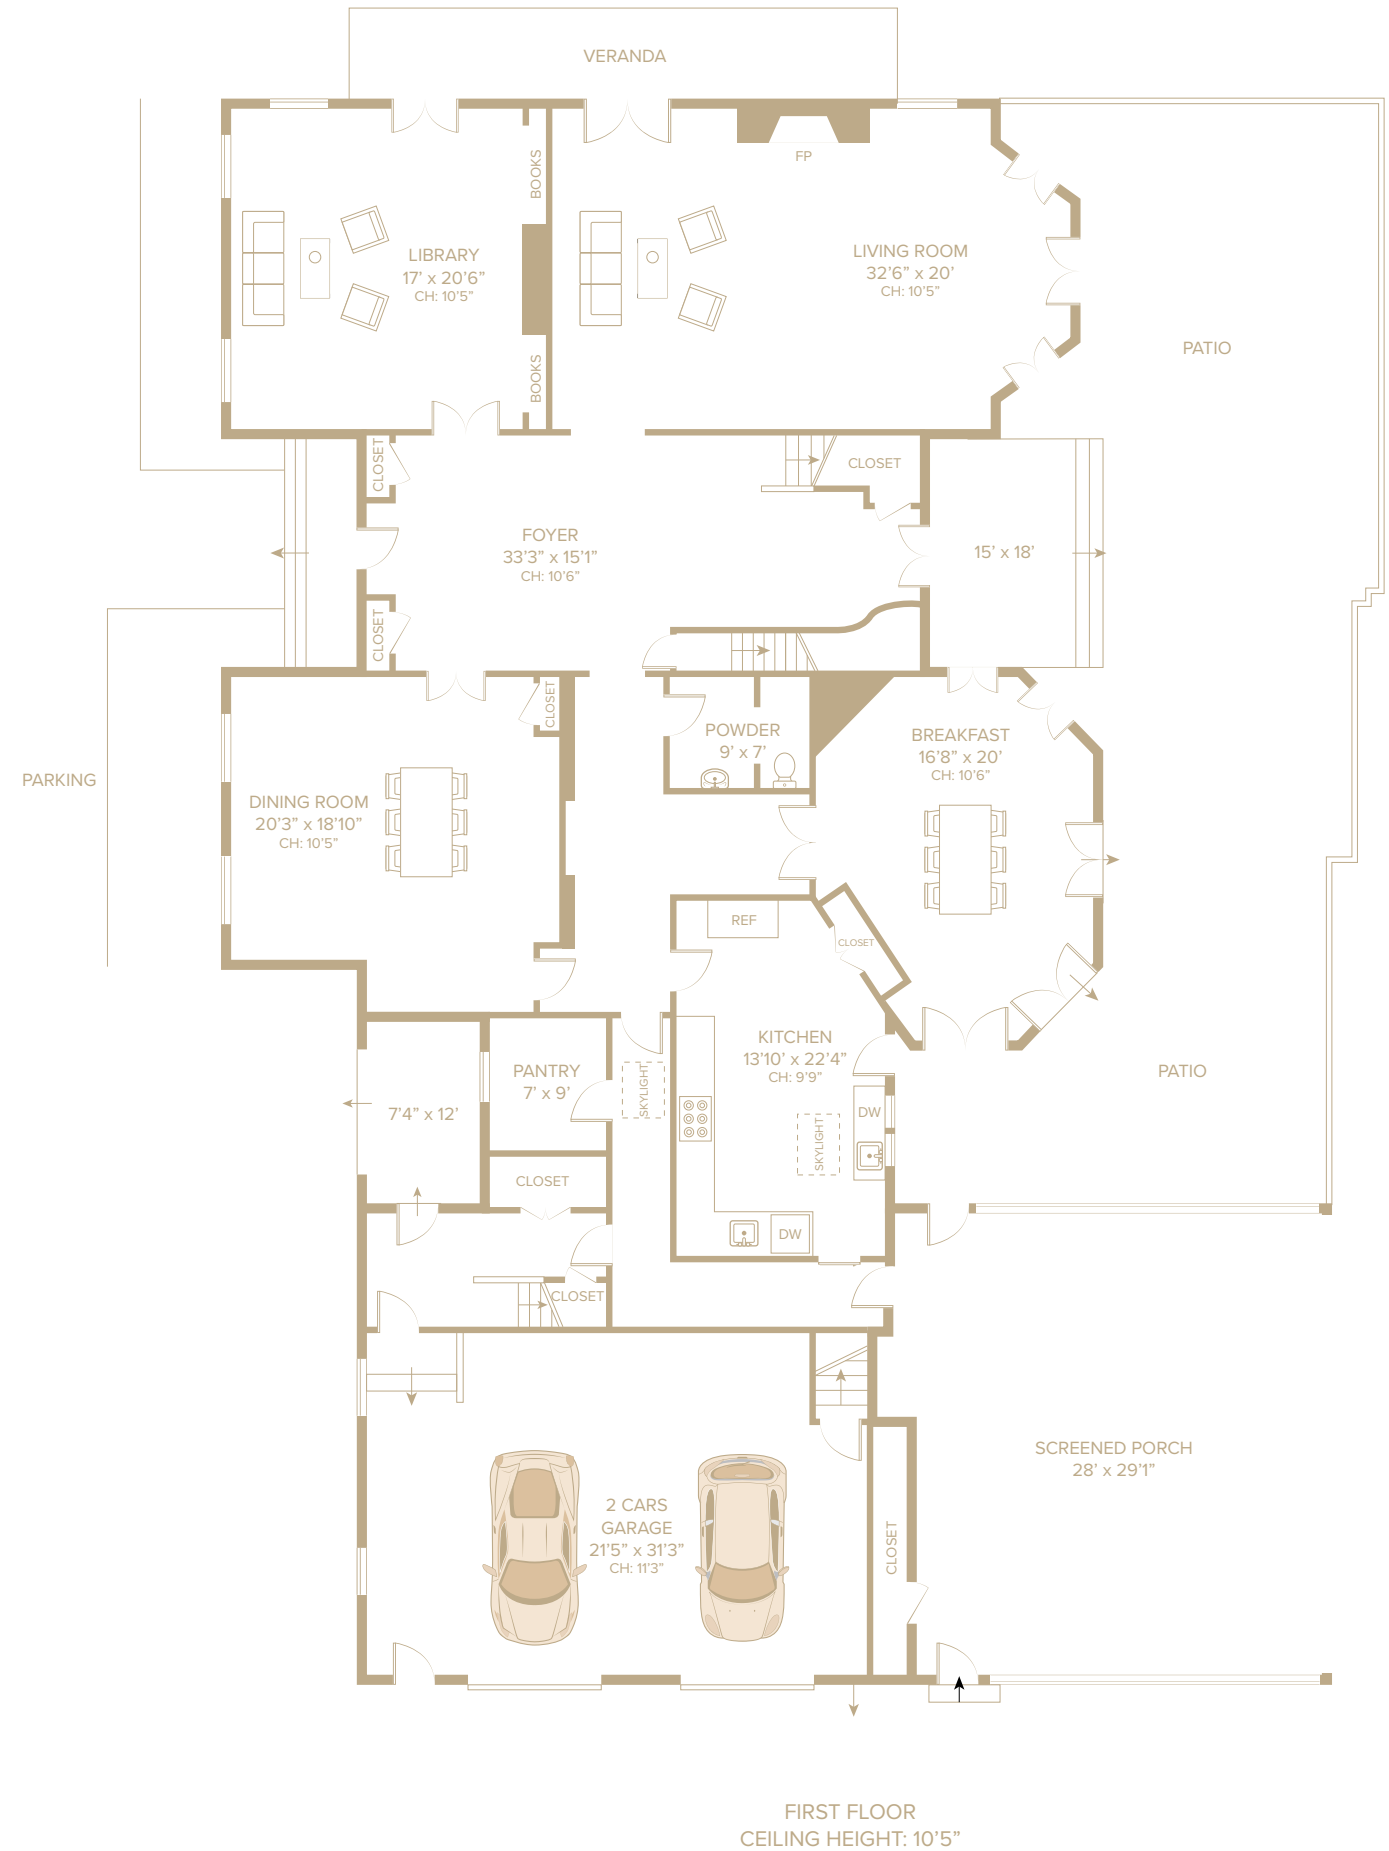 VERANDA
BOOKS
FP
LIBRARY
17’ x 20’6”
CH: 10’5”
LIVING ROOM
32’6” x 20’
CH: 10’5”
PATIO
BOOKS
CLOSET
CLOSET
FOYER
33’3” x 15’1”
CH: 10’6”
15’ x 18’
CLOSET
CLOSET
POWDER
9’ x 7’
BREAKFAST
16’8” x 20’
CH: 10’6”
PARKING
DINING ROOM
20’3” x 18’10”
CH: 10’5”
REF
CLOSET
KITCHEN
13’10’ x 22’4”
CH: 9’9”
PANTRY
7’ x 9’
SKYLIGHT
PATIO
7’4” x 12’
DW
SKYLIGHT
CLOSET
DW
CLOSET
SCREENED PORCH
28’ x 29’1”
2 CARS
GARAGE
21’5” x 31’3”
CH: 11’3”
CLOSET
FIRST FLOOR
CEILING HEIGHT: 10’5”